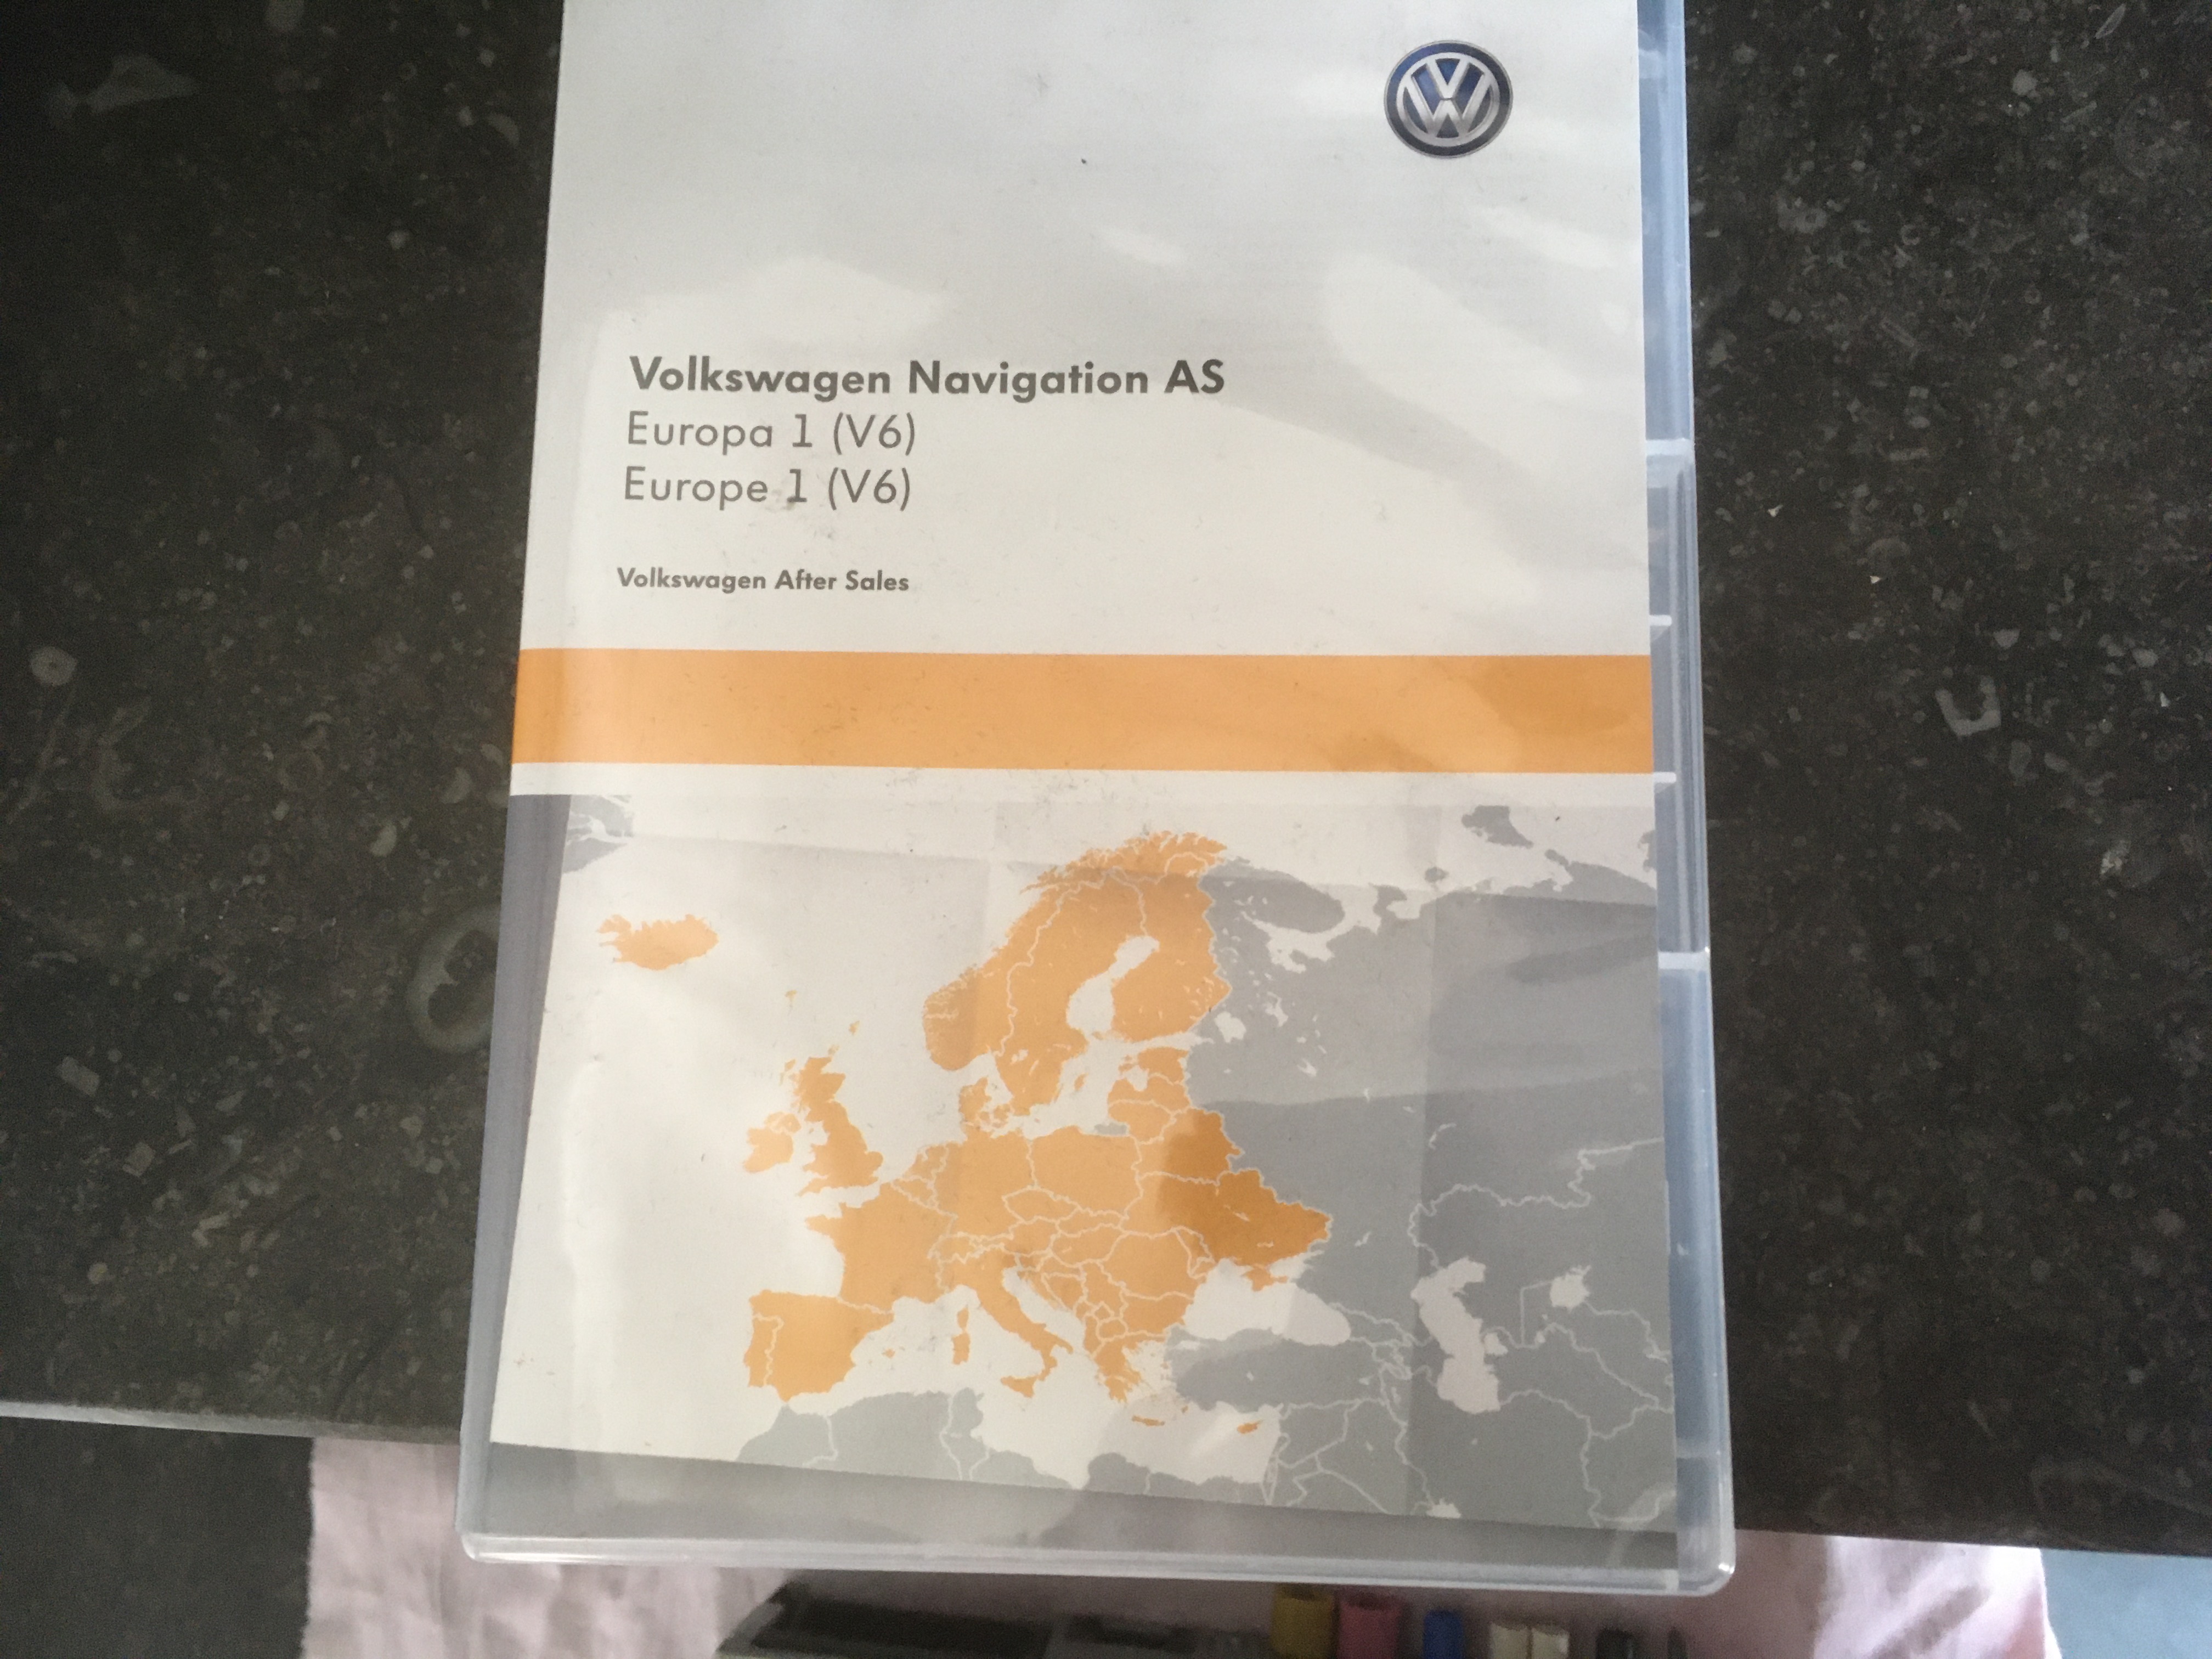 Volkswagen Navigation AS
Europa 1 (V6)
Europe 1 (V6)
Volkswagen After Sales